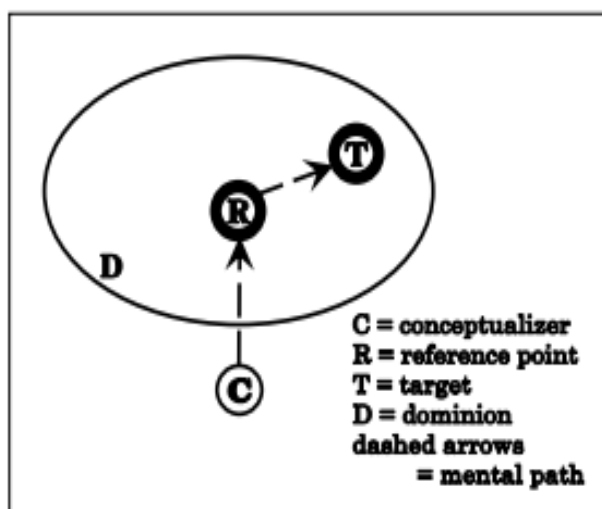 T
R
D
C
C = conceptualizer
R = reference point
T = target
D = dominion
dashed arrows
= mental path